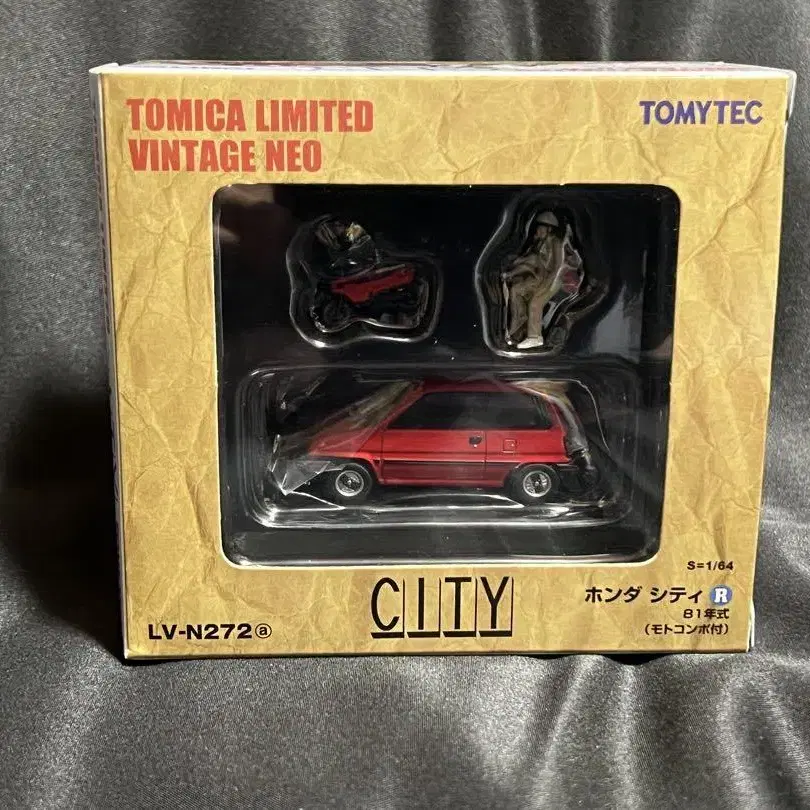 TOMICA LIMITED
VINTAGE NEO
TOMYTEC
S=1/64
CITY
ホンダ シティ R
81年式
(モトコンポ付)
LV-N272ⓐ